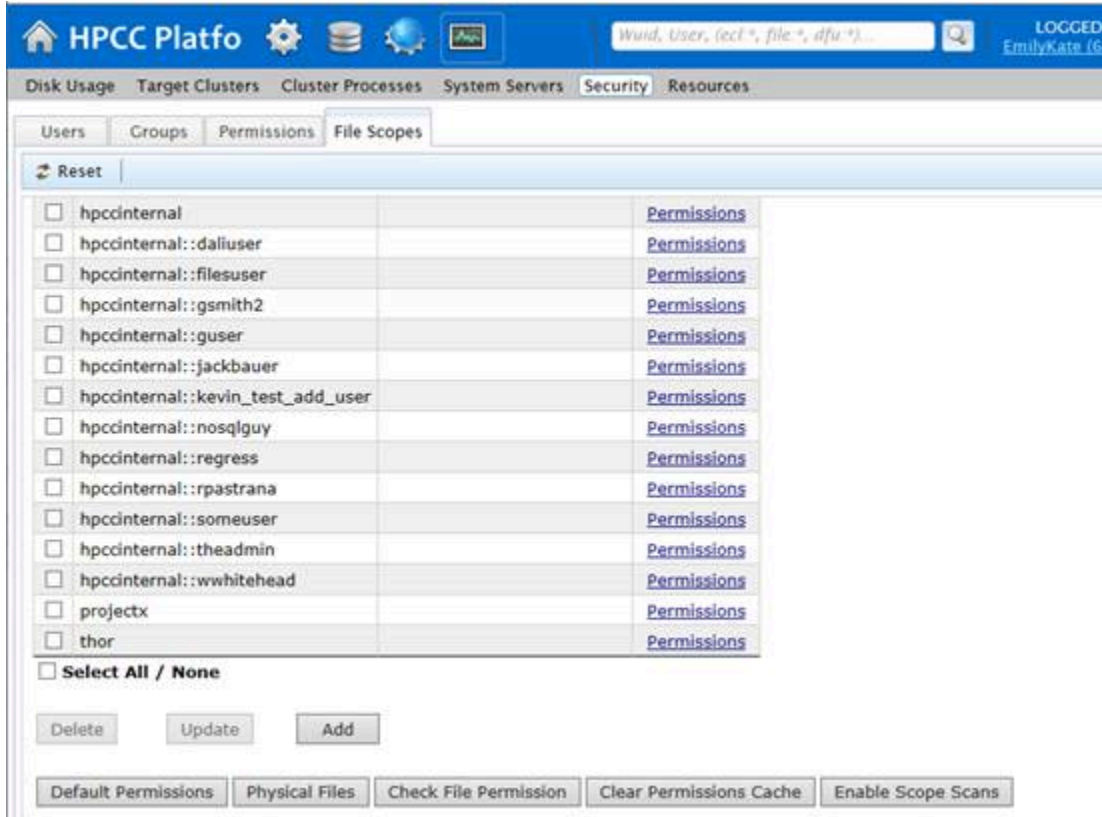 HPCC Platfo Wuid, User, (ecl:*, file:*, dfu:*)... LOGGED
EmilyKate (6
Disk Usage Target Clusters Cluster Processes System Servers Security Resources
Users Groups Permissions File Scopes
Reset
hpccinternal Permissions
hpccinternal::daliuser Permissions
hpccinternal::filesuser Permissions
hpccinternal::gsmith2 Permissions
hpccinternal::guser Permissions
hpccinternal::jackbauer Permissions
hpccinternal::kevin_test_add_user Permissions
hpccinternal::nosqlguy Permissions
hpccinternal::regress Permissions
hpccinternal::rpastrana Permissions
hpccinternal::someuser Permissions
hpccinternal::theadmin Permissions
hpccinternal::wwhitehead Permissions
projectx Permissions
thor Permissions
Select All / None
Delete Update Add
Default Permissions Physical Files Check File Permission Clear Permissions Cache Enable Scope Scans